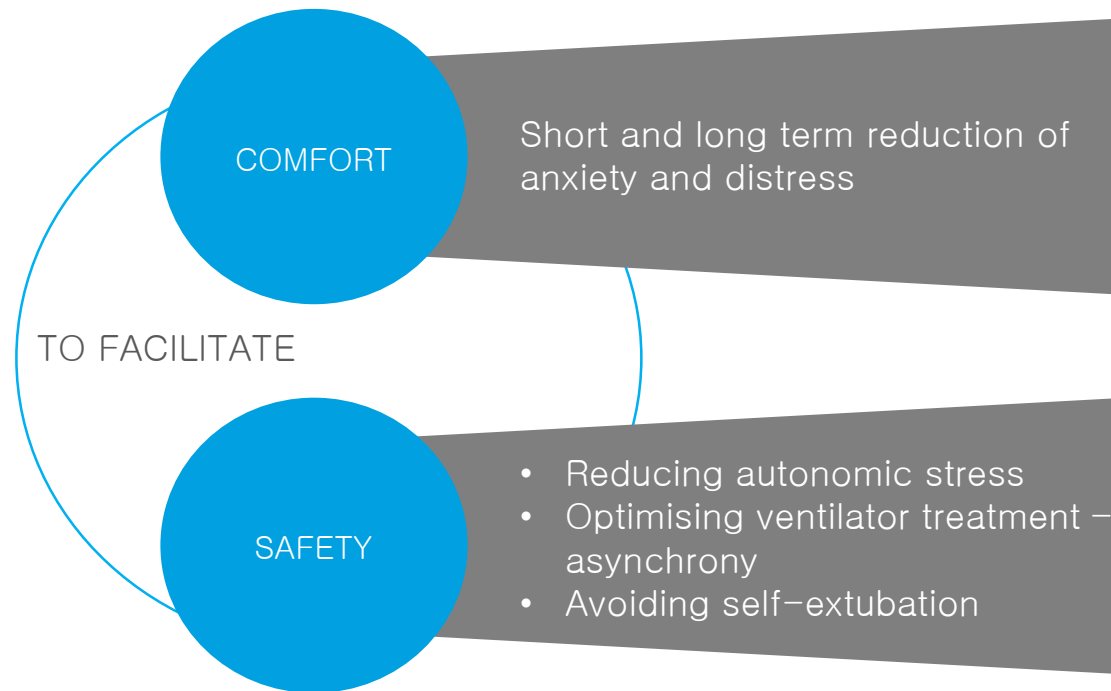 COMFORT
Short and long term reduction of
anxiety and distress
TO FACILITATE
SAFETY
• Reducing autonomic stress
• Optimising ventilator treatment –
asynchrony
• Avoiding self-extubation